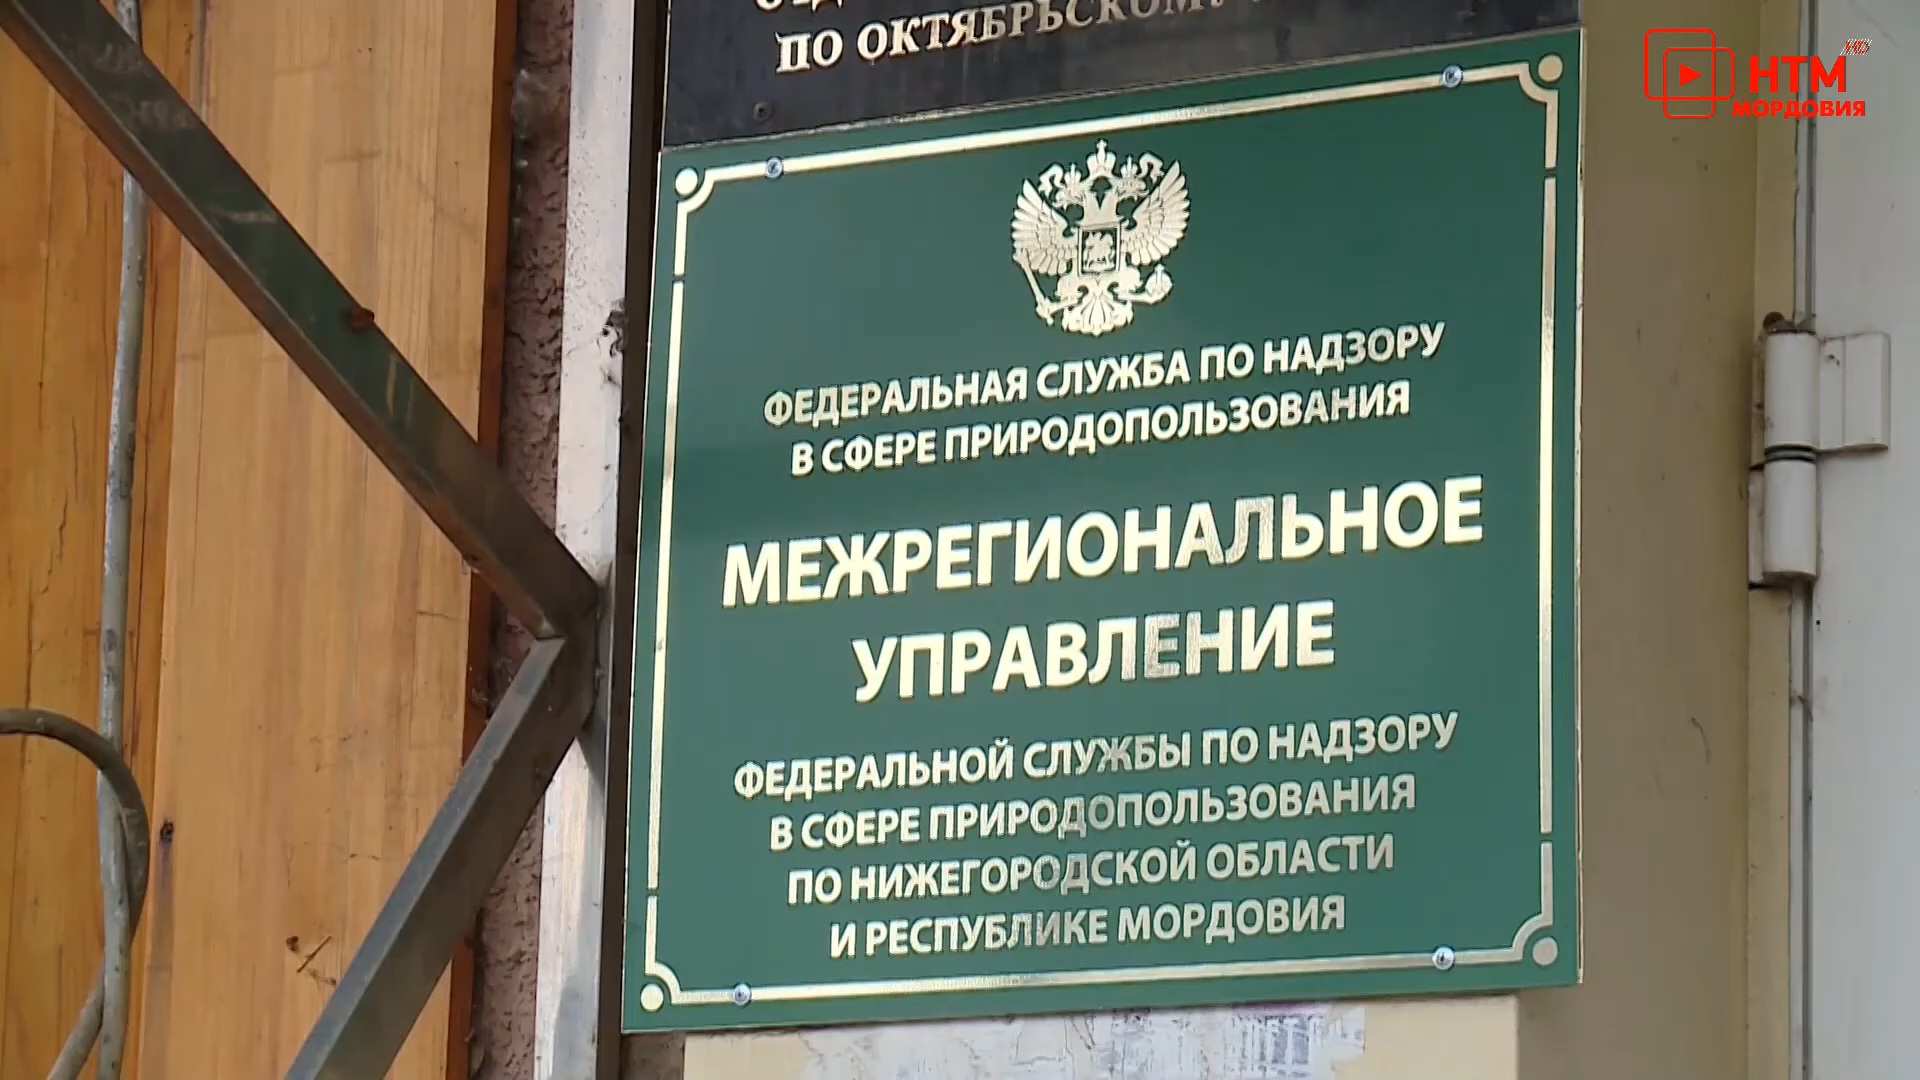 ПО ОКТЯБРЬСКОМУ
НТМ HD
МОРДОВИЯ
ФЕДЕРАЛЬНАЯ СЛУЖБА ПО НАДЗОРУ
В СФЕРЕ ПРИРОДОПОЛЬЗОВАНИЯ
МЕЖРЕГИОНАЛЬНОЕ
УПРАВЛЕНИЕ
ФЕДЕРАЛЬНОЙ СЛУЖБЫ ПО НАДЗОРУ
В СФЕРЕ ПРИРОДОПОЛЬЗОВАНИЯ
ПО НИЖЕГОРОДСКОЙ ОБЛАСТИ
И РЕСПУБЛИКЕ МОРДОВИЯ